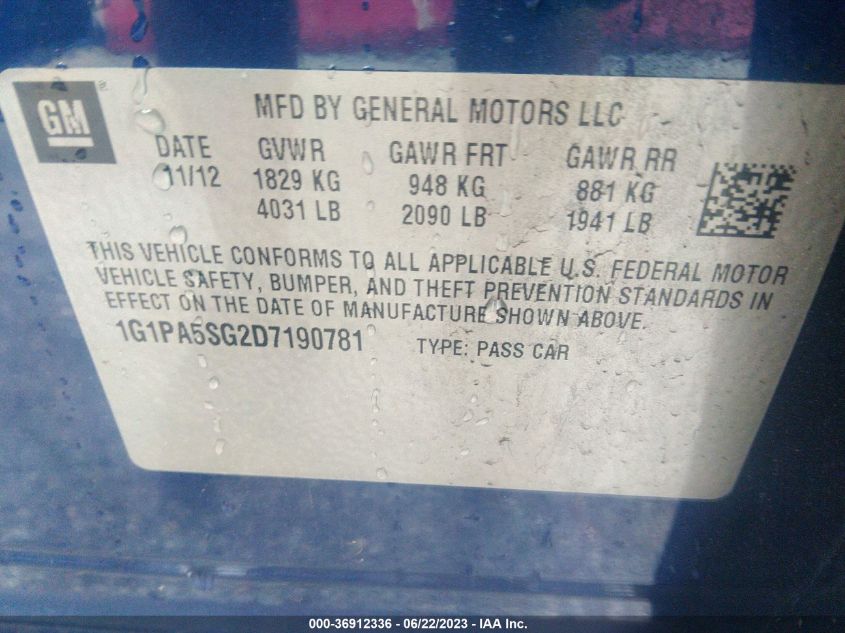 GM
MFD BY GENERAL MOTORS LLC
DATE GVWR GAWR FRT GAWR RR
11/12 1829 KG 948 KG 881 KG
4031 LB 2090 LB 1941 LB
THIS VEHICLE CONFORMS TO ALL APPLICABLE U.S. FEDERAL MOTOR
VEHICLE SAFETY, BUMPER, AND THEFT PREVENTION STANDARDS IN
EFFECT ON THE DATE OF MANUFACTURE SHOWN ABOVE.
1G1PA5SG2D7190781 TYPE: PASS CAR
000-36912336 - 06/22/2023 - IAA Inc.